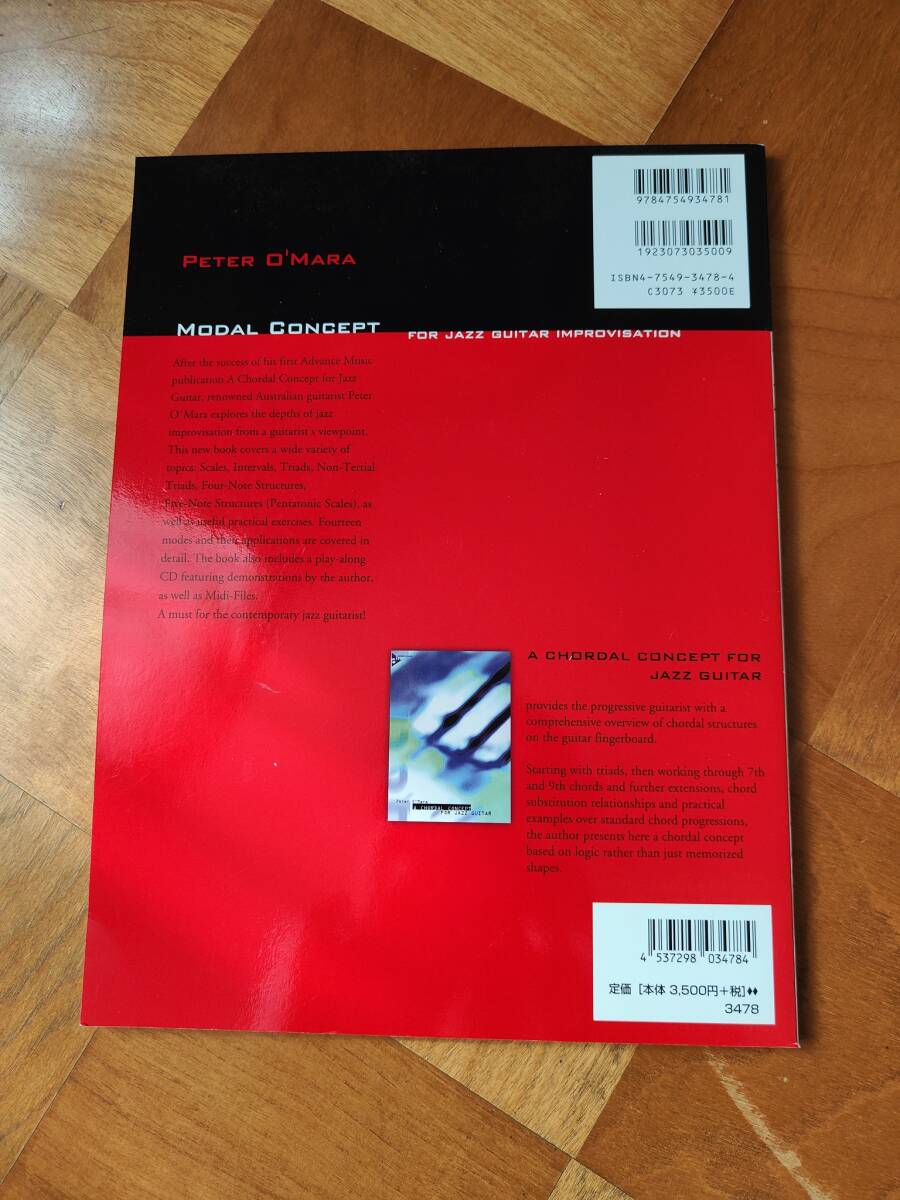 9784754934781
1923073035009
ISBN4-7549-3478-4
C3073 ¥3500E
PETER O'MARA
MODAL CONCEPT
FOR JAZZ GUITAR IMPROVISATION
After the success of his first Advance Music
publication A Chordal Concept for Jazz
Guitar, renowned Australian guitarist Peter
O´Mara explores the depths of jazz
improvisation from a guitarist´s viewpoint.
This new book covers a wide variety of
topics: Scales, Intervals, Triads, Non-Tertial
Triads, Four-Note Structures,
Five-Note Structures (Pentatonic Scales), as
well as useful practical exercises. Fourteen
modes and their applications are covered in
detail. The book also includes a play-along
CD featuring demonstrations by the author,
as well as Midi-Files.
A must for the contemporary jazz guitarist!
Peter O'Mara
A CHORDAL CONCEPT
FOR JAZZ GUITAR
A CHORDAL CONCEPT FOR
JAZZ GUITAR
provides the progressive guitarist with a
comprehensive overview of chordal structures
on the guitar fingerboard.
Starting with triads, then working through 7th
and 9th chords and further extensions, chord
substitution relationships and practical
examples over standard chord progressions,
the author presents here a chordal concept
based on logic rather than just memorized
shapes.
4 537298 034784
定価［本体 3,500円+税］♦♦
3478